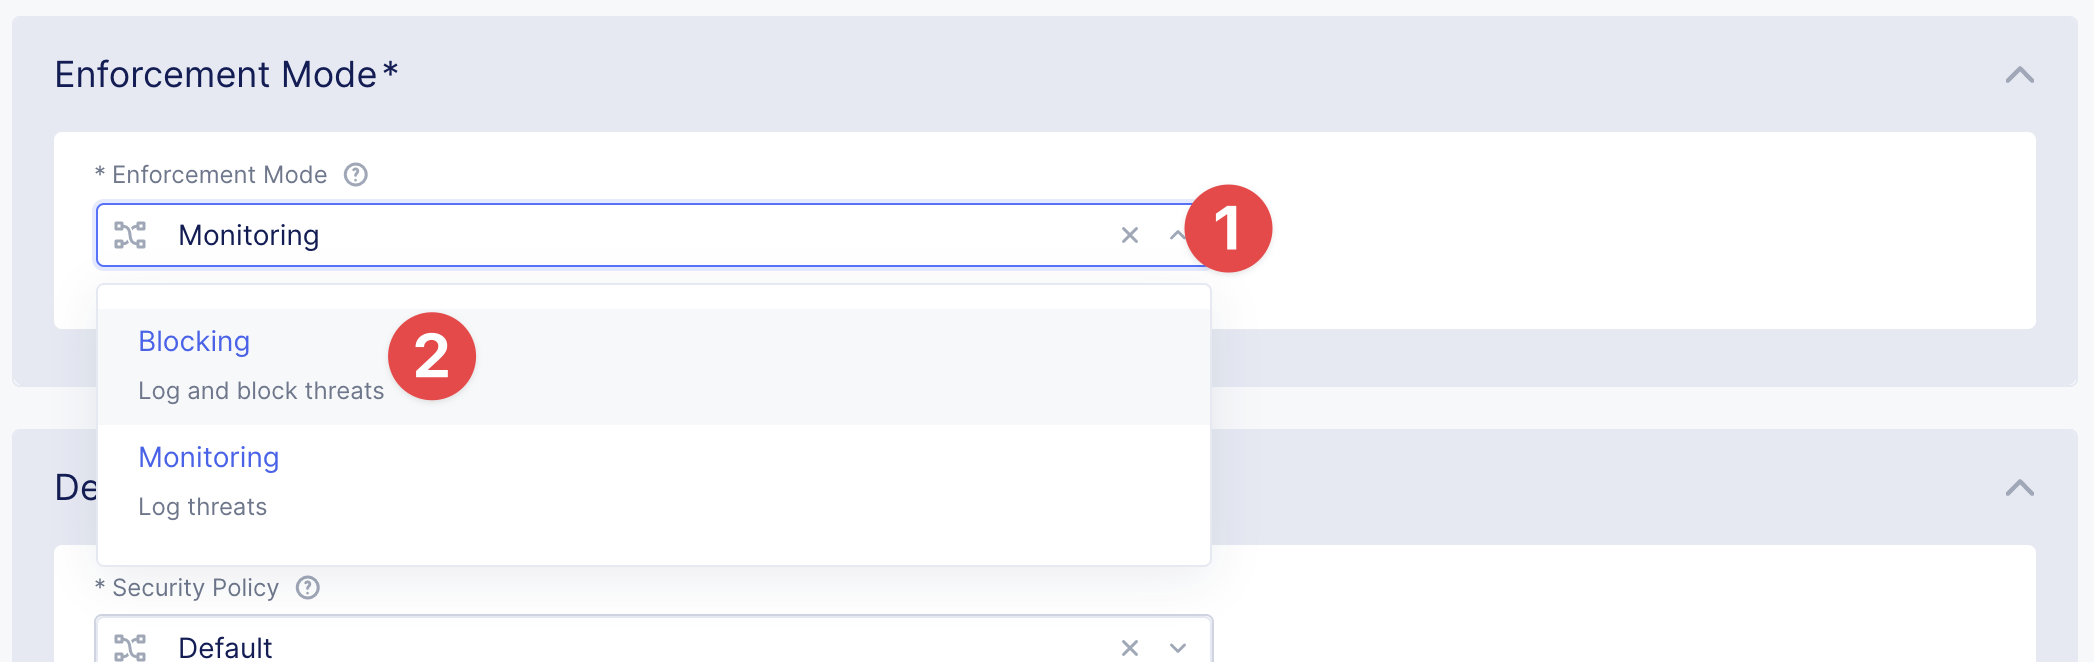 Enforcement Mode*
* Enforcement Mode ?
Monitoring
1
Blocking
2
Log and block threats
Monitoring
De
Log threats
* Security Policy ?
Default